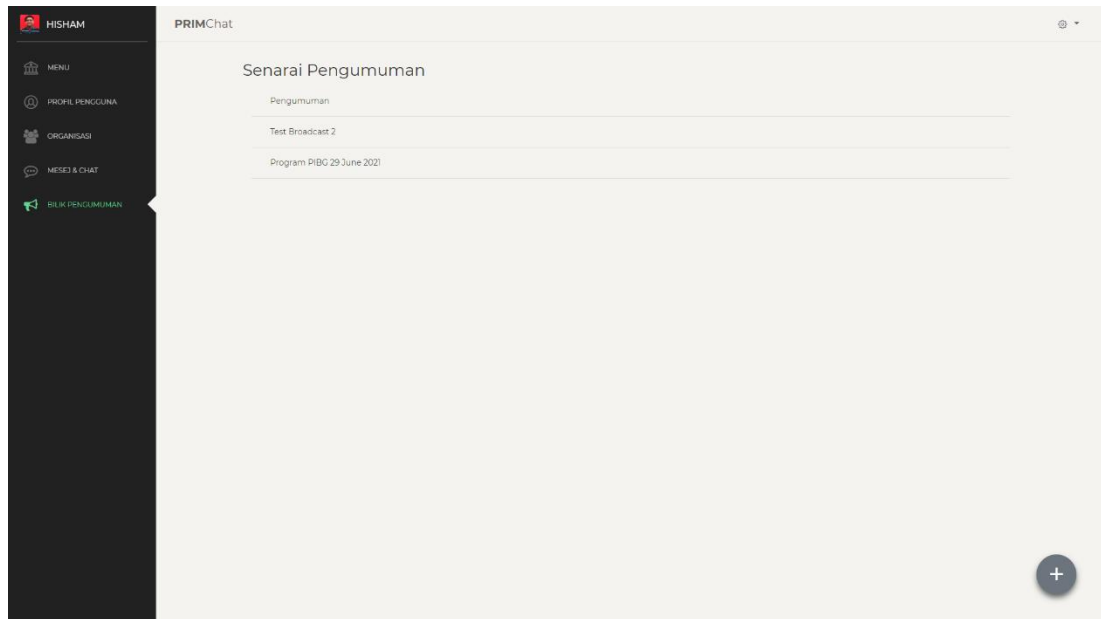 HISHAM
MENU
PROFIL PENGGUNA
ORGANISASI
MESEJ & CHAT
BILIK PENGUMUMAN
PRIMChat
Senarai Pengumuman
Pengumuman
Test Broadcast 2
Program PIBG 29 June 2021
+